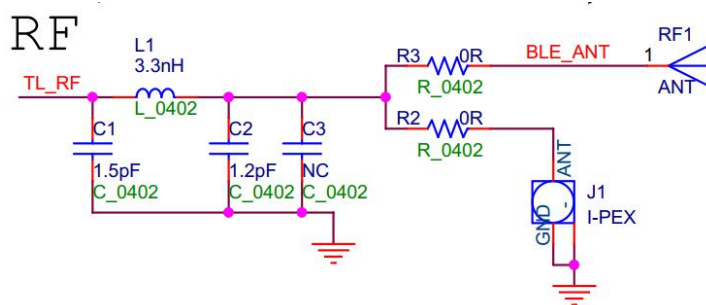 RF
L1
3.3nH
TL_RF
L_0402
C1
1.5pF
C_0402
C2
1.2pF
C_0402
C3
NC
C_0402
R3
0R
R_0402
BLE_ANT
1
RF1
ANT
R2
0R
R_0402
ANT
GND
-
J1
I-PEX